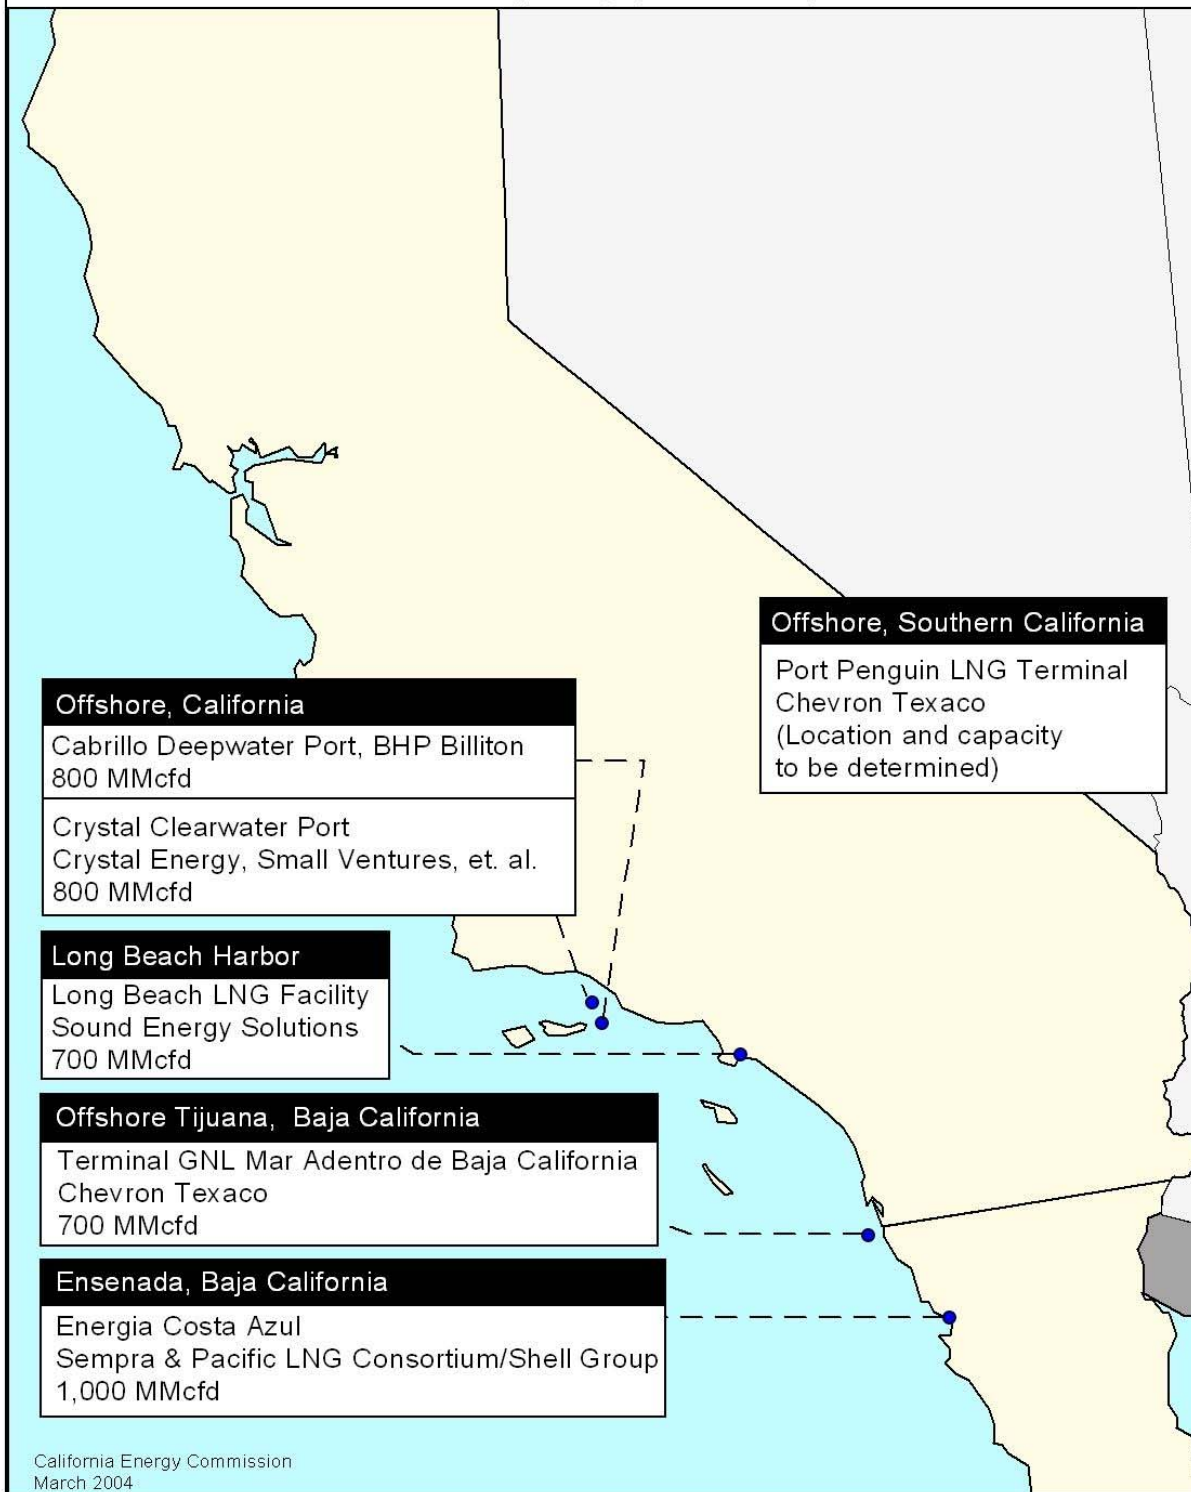 Offshore, Southern California
Port Penguin LNG Terminal
Chevron Texaco
(Location and capacity
to be determined)
Offshore, California
Cabrillo Deepwater Port, BHP Billiton
800 MMcfd
Crystal Clearwater Port
Crystal Energy, Small Ventures, et. al.
800 MMcfd
Long Beach Harbor
Long Beach LNG Facility
Sound Energy Solutions
700 MMcfd
Offshore Tijuana, Baja California
Terminal GNL Mar Adentro de Baja California
Chevron Texaco
700 MMcfd
Ensenada, Baja California
Energia Costa Azul
Sempra & Pacific LNG Consortium/Shell Group
1,000 MMcfd
California Energy Commission
March 2004